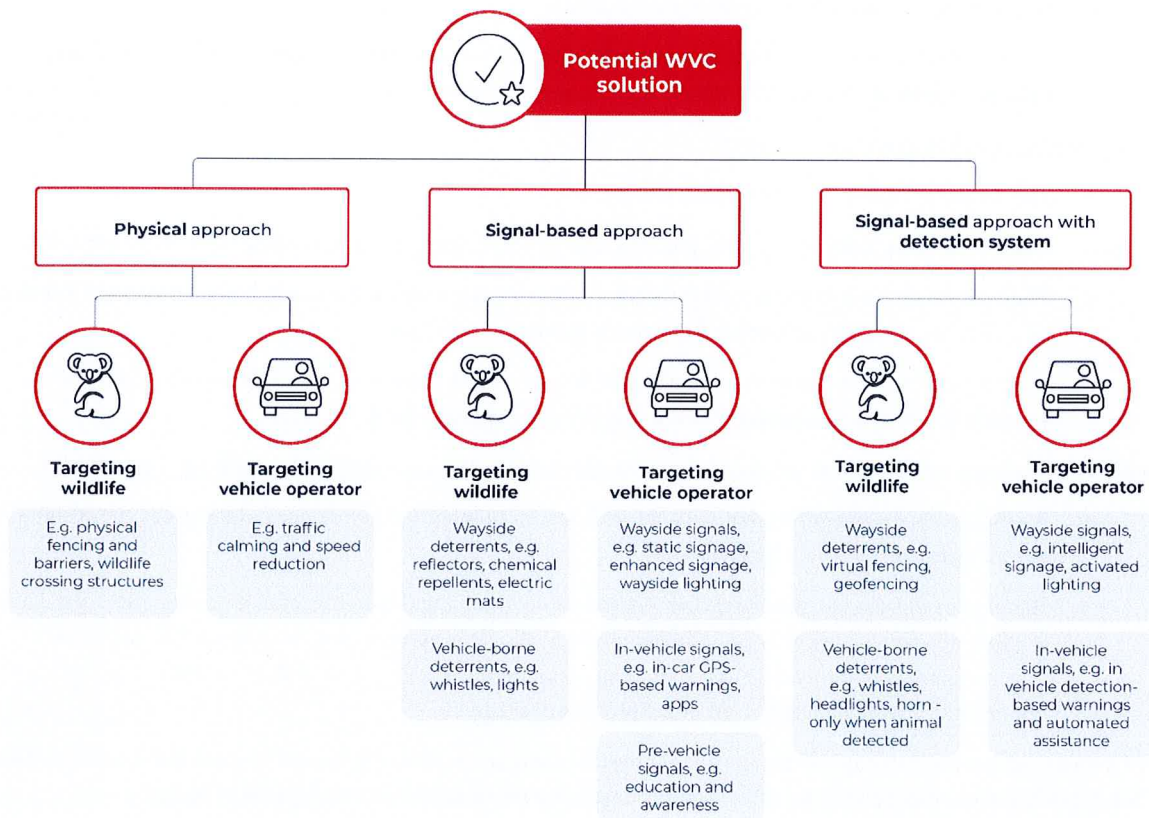 Potential WVC
solution
Physical approach
Signal-based approach
Signal-based approach with
detection system
Targeting
wildlife
E.g. physical
fencing and
barriers, wildlife
crossing structures
Targeting
vehicle operator
E.g. traffic
calming and speed
reduction
Targeting
wildlife
Wayside
deterrents, e.g.
reflectors, chemical
repellents, electric
mats
Vehicle-borne
deterrents, e.g.
whistles, lights
Targeting
vehicle operator
Wayside signals,
e.g. static signage,
enhanced signage,
wayside lighting
In-vehicle signals,
e.g. in-car GPS-
based warnings,
apps
Pre-vehicle
signals, e.g.
education and
awareness
Targeting
wildlife
Wayside
deterrents, e.g.
virtual fencing,
geofencing
Vehicle-borne
deterrents,
e.g. whistles,
headlights, horn -
only when animal
detected
Targeting
vehicle operator
Wayside signals,
e.g. intelligent
signage, activated
lighting
In-vehicle
signals, e.g. in
vehicle detection-
based warnings
and automated
assistance